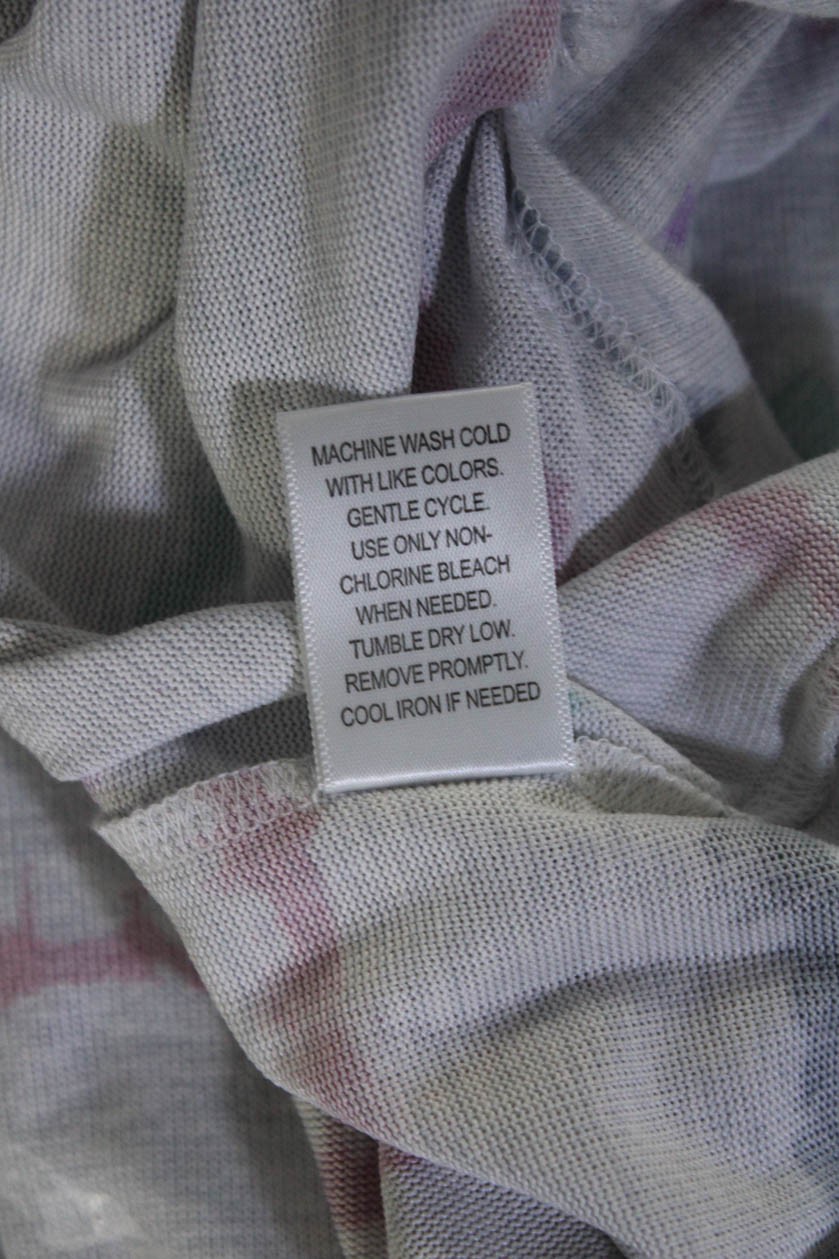 MACHINE WASH COLD
WITH LIKE COLORS.
GENTLE CYCLE.
USE ONLY NON-
CHLORINE BLEACH
WHEN NEEDED.
TUMBLE DRY LOW.
REMOVE PROMPTLY.
COOL IRON IF NEEDED